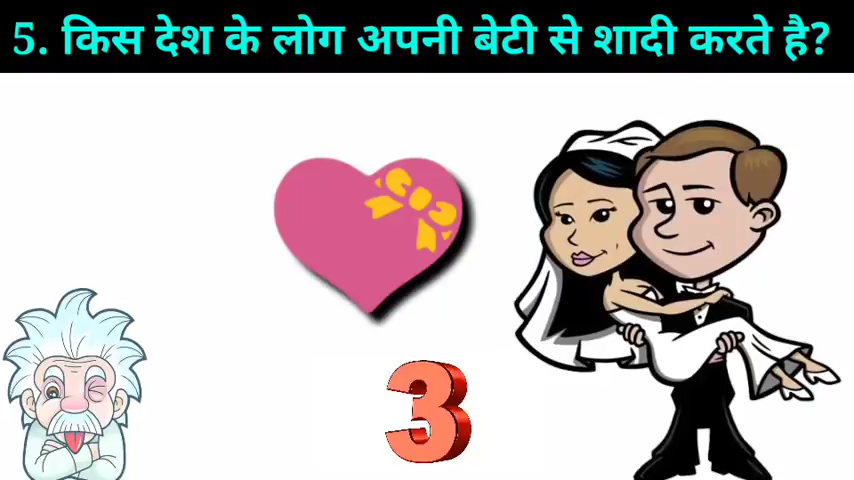 5. किस देश के लोग अपनी बेटी से शादी करते है?
3